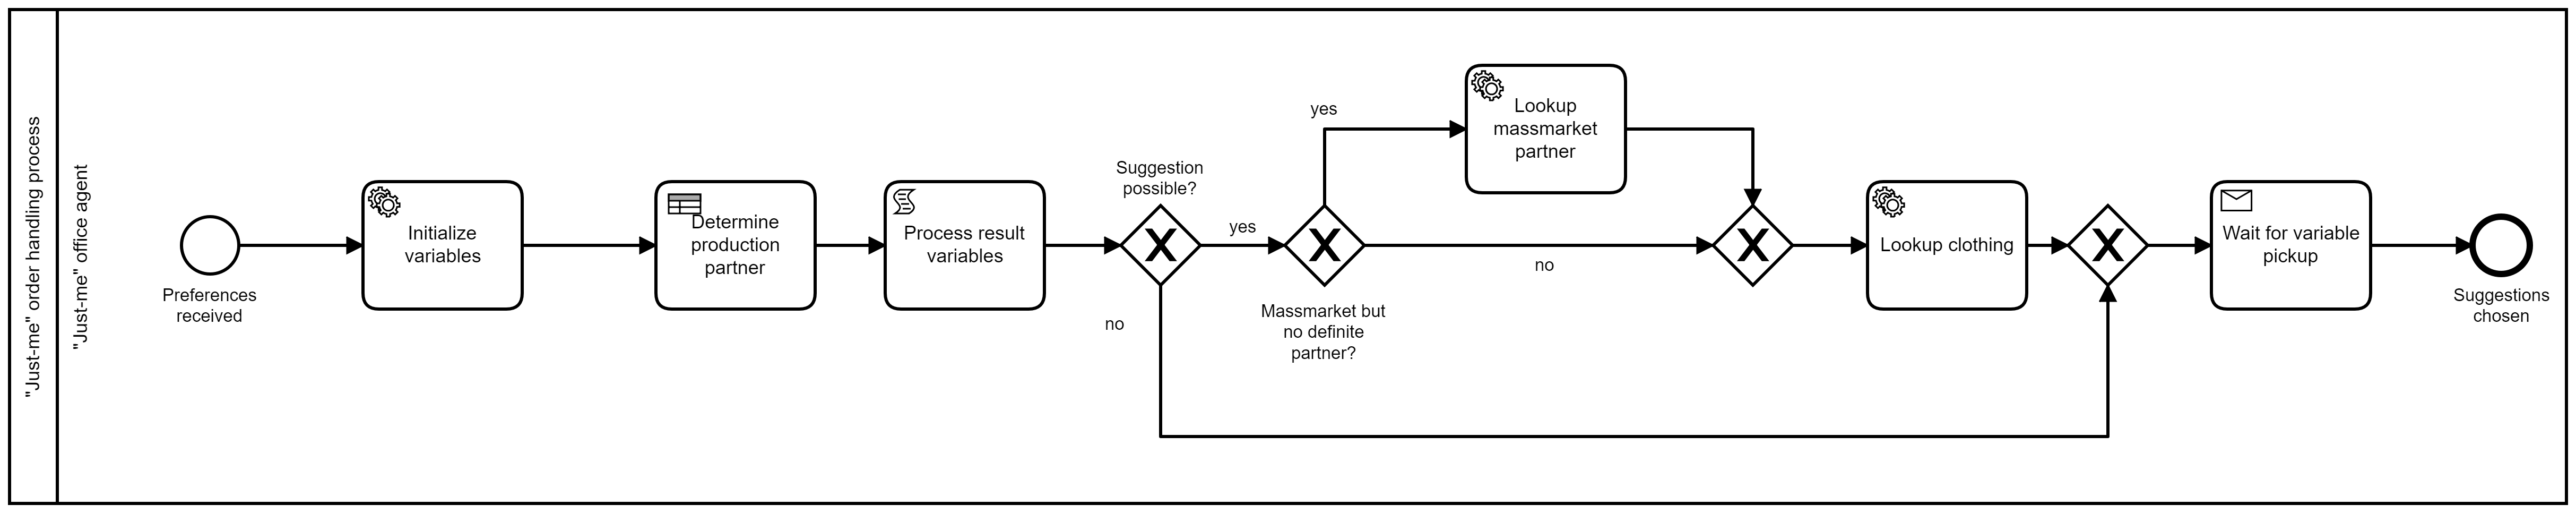 "Just-me" order handling process
"Just-me" office agent
Preferences
received
Initialize
variables
Determine
production
partner
Process result
variables
Suggestion
possible?
yes
no
Massmarket but
no definite
partner?
yes
no
Lookup
massmarket
partner
Lookup clothing
Wait for variable
pickup
Suggestions
chosen